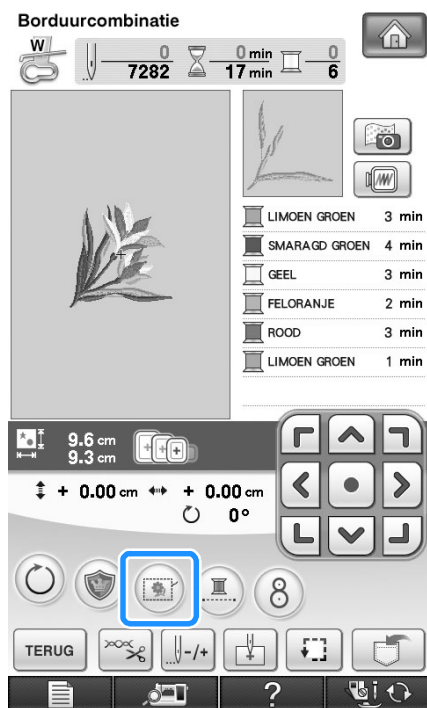 Borduurcombinatie
W
0 0 min 0
7282 17 min 6
LIMOEN GROEN 3 min
SMARAGD GROEN 4 min
GEEL 3 min
FELORANJE 2 min
ROOD 3 min
LIMOEN GROEN 1 min
9.6 cm
9.3 cm
+ 0.00 cm + 0.00 cm
0°
8
TERUG -/+
?